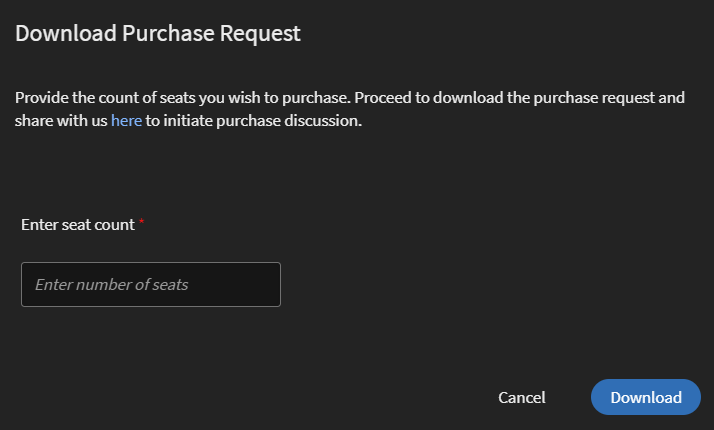 Download Purchase Request
Provide the count of seats you wish to purchase. Proceed to download the purchase request and
share with us here to initiate purchase discussion.
Enter seat count *
Enter number of seats
Cancel
Download